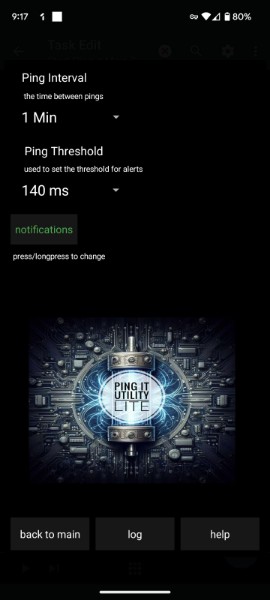 9:17
80%
Task Edit
Ping Interval
the time between pings
1 Min
Ping Threshold
used to set the threshold for alerts
140 ms
notifications
press/longpress to change
PING IT
UTILITY
LITE
back to main
log
help